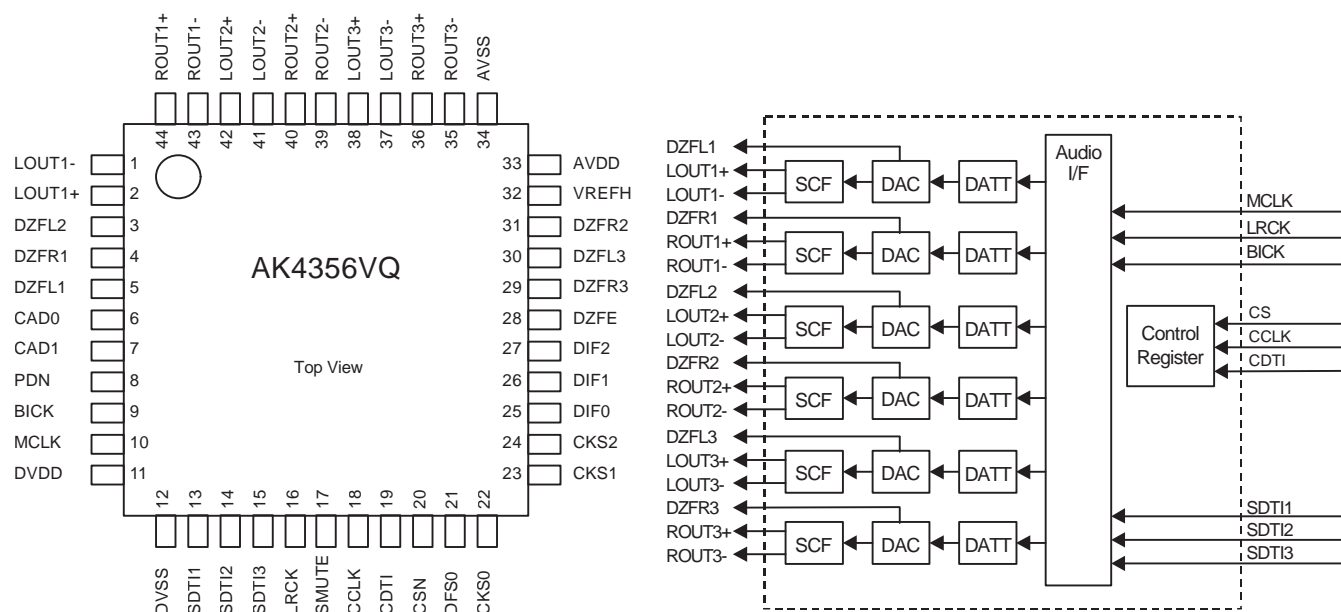 ROUT1+
ROUT1-
LOUT2+
LOUT2-
ROUT2+
ROUT2-
LOUT3+
LOUT3-
ROUT3+
ROUT3-
AVSS
44
43
42
41
40
39
38
37
36
35
34
LOUT1- 1
LOUT1+ 2
DZFL2 3
DZFR1 4
DZFL1 5
CAD0 6
CAD1 7
PDN 8
BICK 9
MCLK 10
DVDD 11
AK4356VQ
Top View
33 AVDD
32 VREFH
31 DZFR2
30 DZFL3
29 DZFR3
28 DZFE
27 DIF2
26 DIF1
25 DIF0
24 CKS2
23 CKS1
12
13
14
15
16
17
18
19
20
21
22
DVSS
SDTI1
SDTI2
SDTI3
LRCK
SMUTE
CCLK
CDTI
CSN
DFS0
CKS0
DZFL1
LOUT1+
LOUT1-
SCF DAC DATT
DZFR1
ROUT1+
ROUT1-
SCF DAC DATT
DZFL2
LOUT2+
LOUT2-
SCF DAC DATT
DZFR2
ROUT2+
ROUT2-
SCF DAC DATT
DZFL3
LOUT3+
LOUT3-
SCF DAC DATT
DZFR3
ROUT3+
ROUT3-
SCF DAC DATT
Audio
I/F
MCLK
LRCK
BICK
Control
Register
CS
CCLK
CDTI
SDTI1
SDTI2
SDTI3